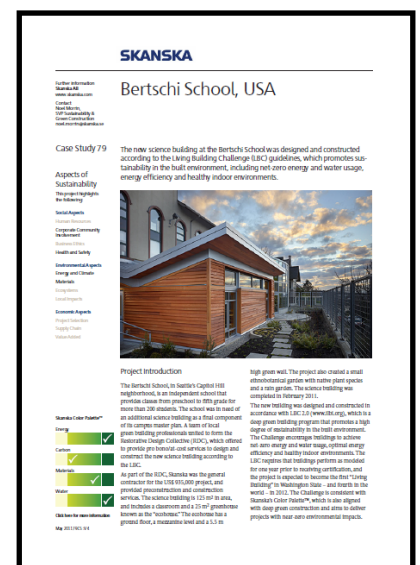 SKANSKA
Further information
Skanska AB
www.skanska.com
Contact
Noel Morrin,
SVP Sustainability &
Green Construction
noel.morrin@skanska.se
Bertschi School, USA
Case Study 79
The new science building at the Bertschi School was designed and constructed
according to the Living Building Challenge (LBC) guidelines, which promotes sus-
tainability in the built environment, including net-zero energy and water usage,
energy efficiency and healthy indoor environments.
Aspects of
Sustainability
This project highlights
the following:
Social Aspects
Human Resources
Corporate Community
Involvement
Business Ethics
Health and Safety
Environmental Aspects
Energy and Climate
Materials
Ecosystems
Local Impacts
Economic Aspects
Project Selection
Supply Chain
Value Added
Skanska Color Palette™
Energy
Carbon
Materials
Water
Click here for more information
Project Introduction
The Bertschi School, in Seattle's Capitol Hill
neighborhood, is an independent school that
provides classes from preschool to fifth grade for
more than 200 students. The school was in need of
an additional science building as a final component
of its campus master plan. A team of local
green building professionals united to form the
Restorative Design Collective (RDC), which offered
to provide pro bono/at-cost services to design and
construct the new science building according to
the LBC.
As part of the RDC, Skanska was the general
contractor for the US$ 935,000 project, and
provided preconstruction and construction
services. The science building is 125 m² in area,
and includes a classroom and a 25 m² greenhouse
known as the "ecohouse." The ecohouse has a
ground floor, a mezzanine level and a 5.5 m
high green wall. The project also created a small
ethnobotanical garden with native plant species
and a rain garden. The science building was
completed in February 2011.
The new building was designed and constructed in
accordance with LBC 2.0 (www.ilbi.org), which is a
deep green building program that promotes a high
degree of sustainability in the built environment.
The Challenge encourages buildings to achieve
net-zero energy and water usage, optimal energy
efficiency and healthy indoor environments. The
LBC requires that buildings perform as modeled
for one year prior to receiving certification, and
the project is expected to become the first "Living
Building" in Washington State – and fourth in the
world – in 2012. The Challenge is consistent with
Skanska's Color Palette™, which is also aligned
with deep green construction and aims to deliver
projects with near-zero environmental impacts.